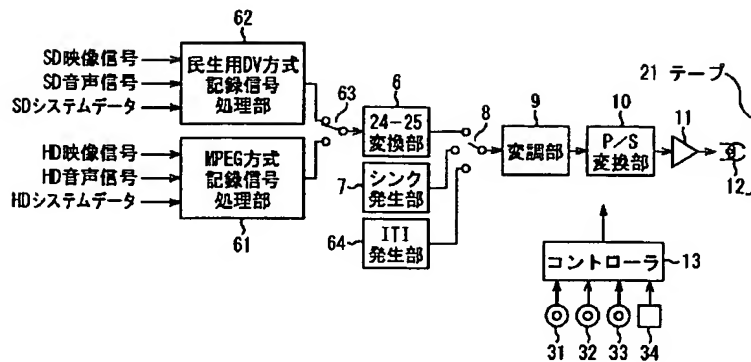 62
SD映像信号
SD音声信号
SDシステムデータ
民生用DV方式
記録信号
処理部
63
6
24-25
変換部
8
9
変調部
10
P/S
変換部
11
21 テープ
12
HD映像信号
HD音声信号
HDシステムデータ
MPEG方式
記録信号
処理部
61
7
シンク
発生部
64
ITI
発生部
コントローラ
13
31
32
33
34